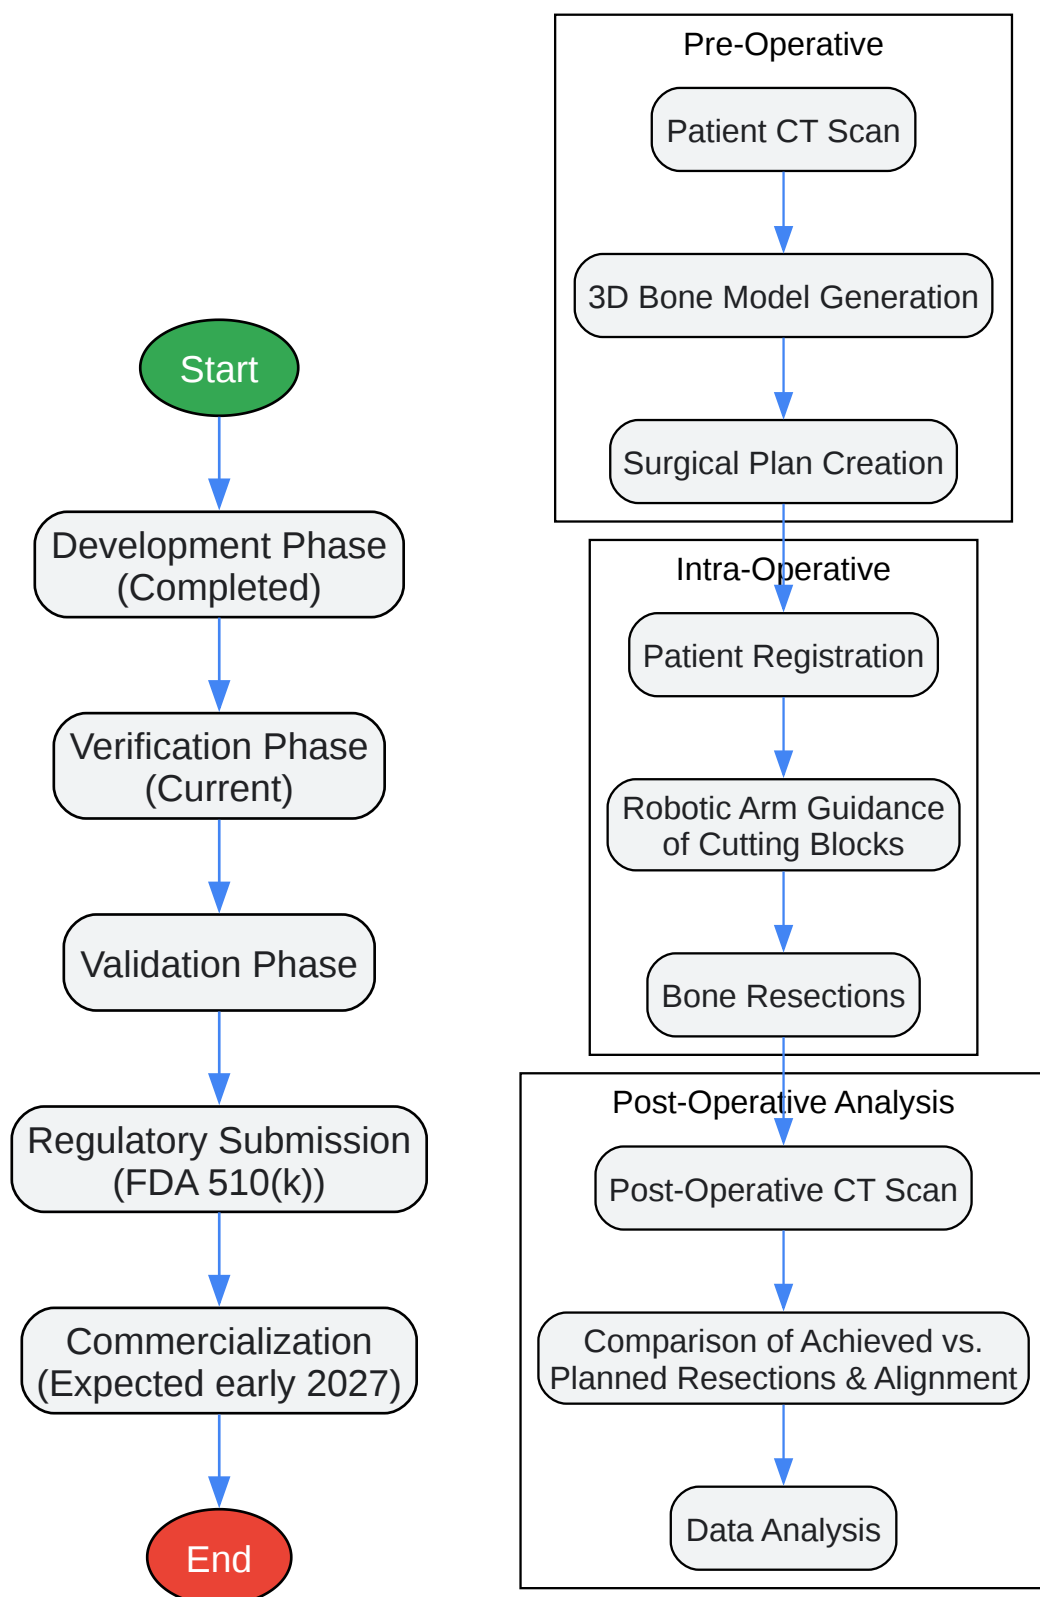 Start
Development Phase
(Completed)
Verification Phase
(Current)
Validation Phase
Regulatory Submission
(FDA 510(k))
Commercialization
(Expected early 2027)
End
Pre-Operative
Patient CT Scan
3D Bone Model Generation
Surgical Plan Creation
Intra-Operative
Patient Registration
Robotic Arm Guidance
of Cutting Blocks
Bone Resections
Post-Operative Analysis
Post-Operative CT Scan
Comparison of Achieved vs.
Planned Resections & Alignment
Data Analysis